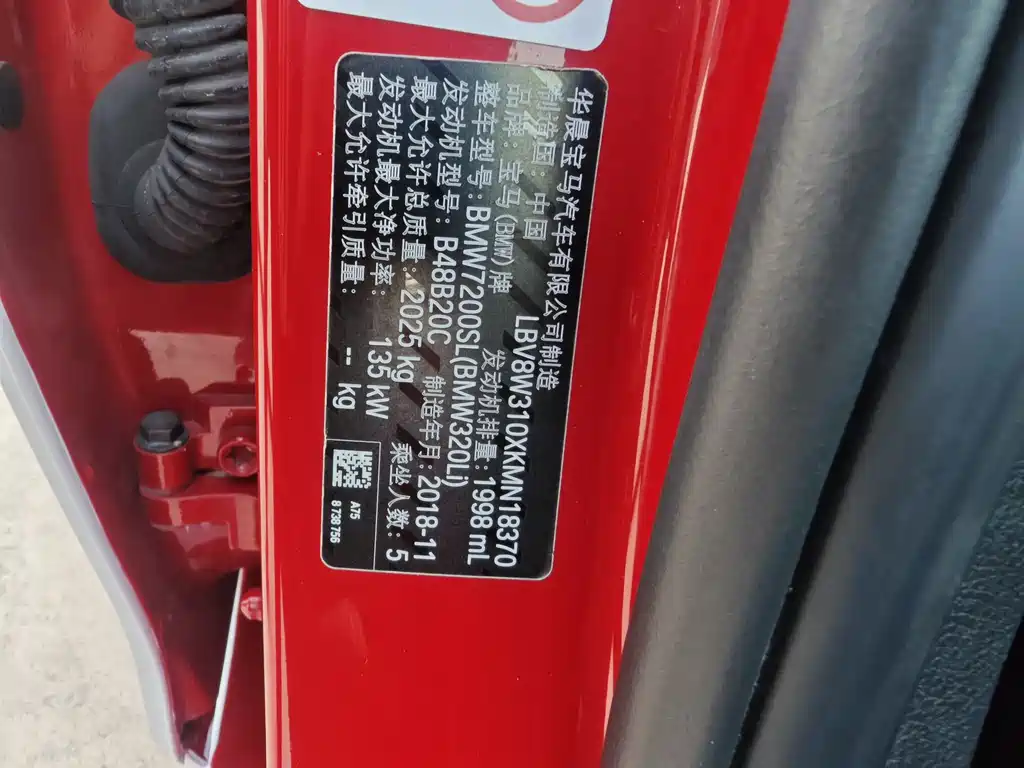 华晨宝马汽车有限公司制造
制造国：中国 LBV8W310XKMN18370
品牌：宝马(BMW)牌 发动机排量：1998 mL
整车型号：BMW7200SL(BMW320Li)
发动机型号：B48B20C 制造年月：2018-11
最大允许总质量：2025 kg 乘坐人数：5
发动机最大净功率：135 kW
最大允许牵引质量：-- kg
A75
8 738 756